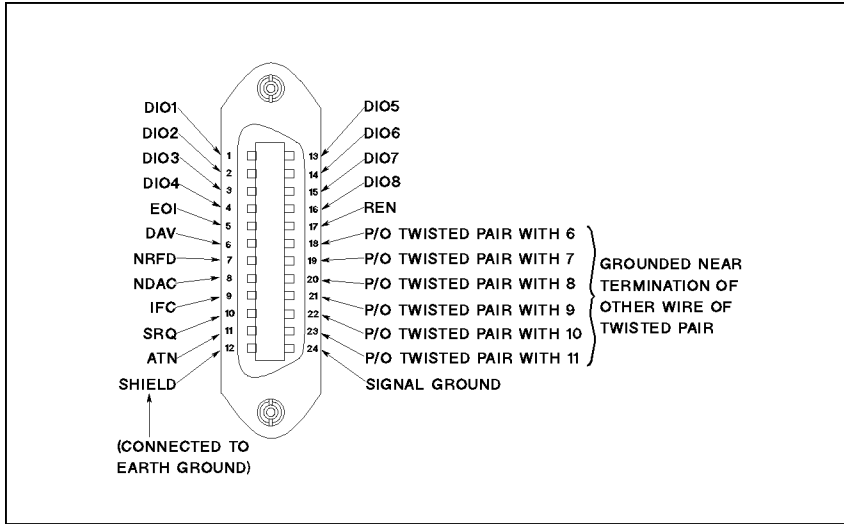 DIO1
DIO2
DIO3
DIO4
EOI
DAV
NRFD
NDAC
IFC
SRQ
ATN
SHIELD
(CONNECTED TO
EARTH GROUND)
1
2
3
4
5
6
7
8
9
10
11
12
13
14
15
16
17
18
19
20
21
22
23
24
DIO5
DIO6
DIO7
DIO8
REN
P/O TWISTED PAIR WITH 6
P/O TWISTED PAIR WITH 7
P/O TWISTED PAIR WITH 8
P/O TWISTED PAIR WITH 9
P/O TWISTED PAIR WITH 10
P/O TWISTED PAIR WITH 11
SIGNAL GROUND
GROUNDED NEAR
TERMINATION OF
OTHER WIRE OF
TWISTED PAIR